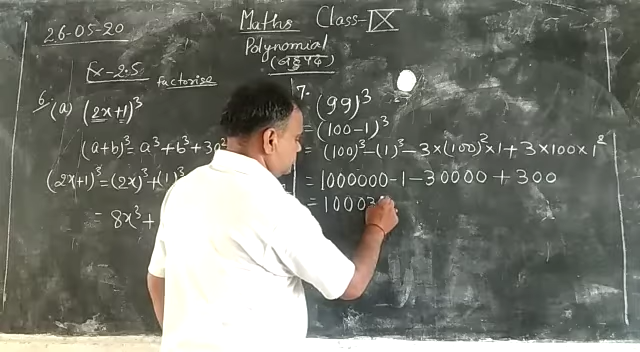 26-05-20
Maths Class-IX
Polynomial
(बहुपद)
Ex-2.5 Factorise
6 (a) (2x+1)³
(a+b)³ = a³+b³+3a²
(2x+1)³ = (2x)³+(1)³
= 8x³+
7. (99)³
= (100-1)³
= (100)³-(1)³-3×(100)²×1+3×100×1²
= 1000000-1-30000+300
= 10003